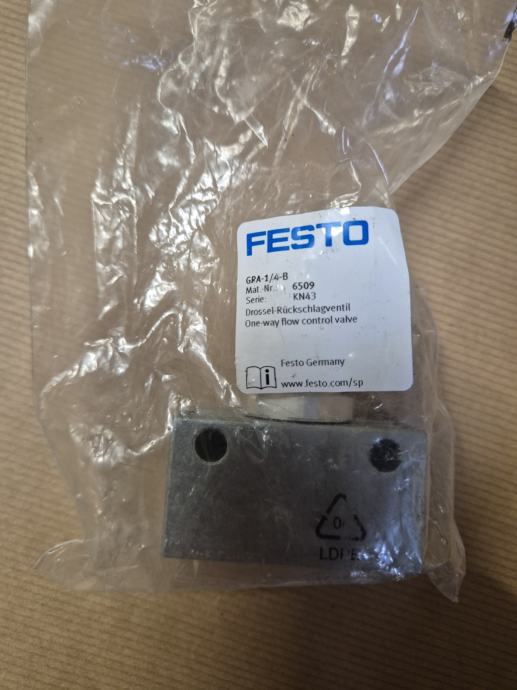 FESTO
GRA-1/4-B
Mat.-Nr.: 6509
Serie: KN43
Drossel-Rückschlagventil
One-way flow control valve
Festo Germany
i
www.festo.com/sp
LDPE